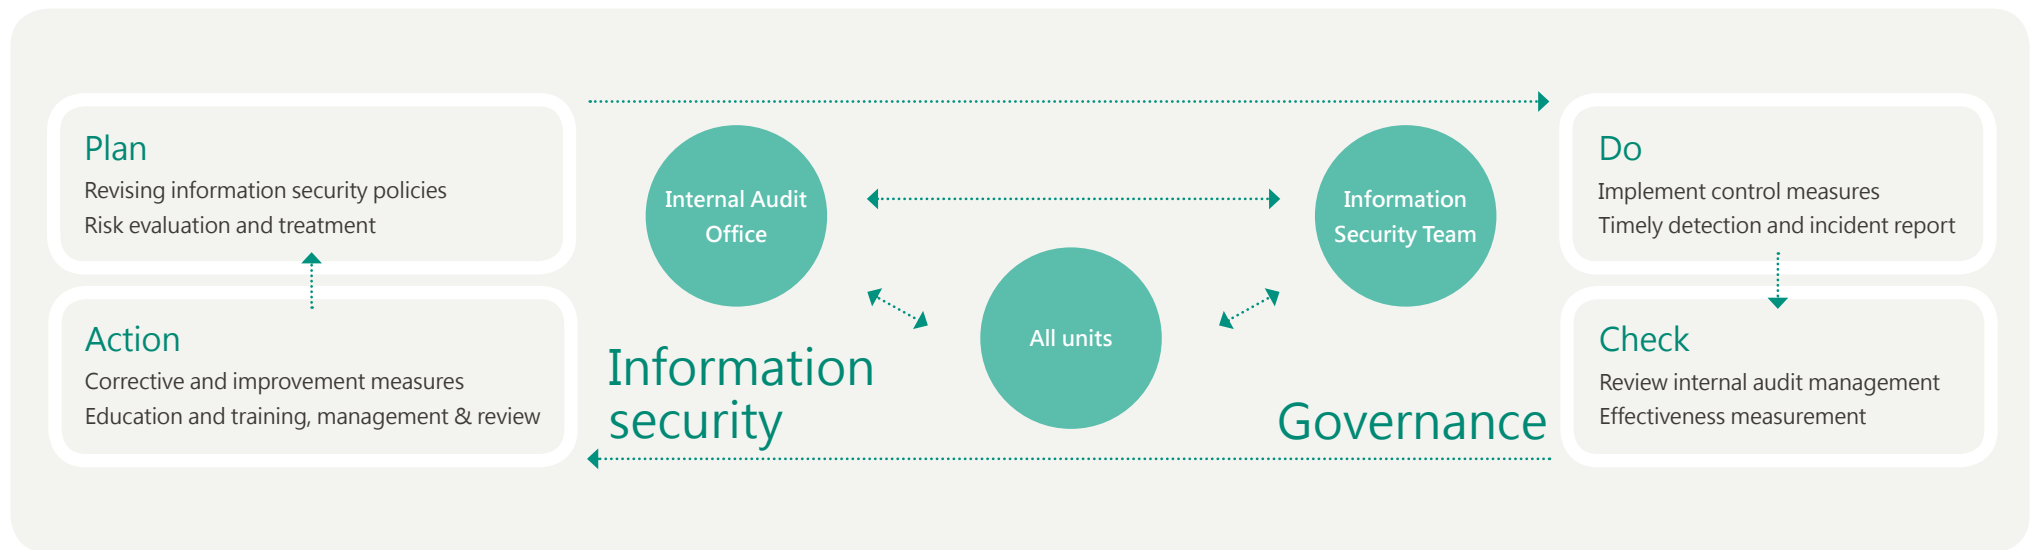 Plan
Revising information security policies
Risk evaluation and treatment
Action
Corrective and improvement measures
Education and training, management & review
Internal Audit
Office
All units
Information
Security Team
Information
security
Governance
Do
Implement control measures
Timely detection and incident report
Check
Review internal audit management
Effectiveness measurement